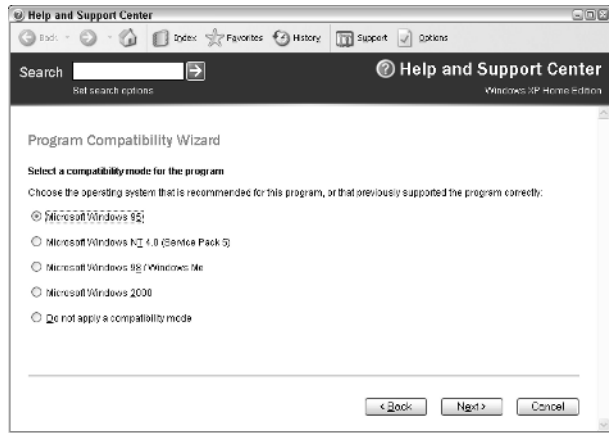 Help and Support Center
Back Index Favorites History Support Options
Search Help and Support Center
Set search options Windows XP Home Edition
Program Compatibility Wizard
Select a compatibility mode for the program
Choose the operating system that is recommended for this program, or that previously supported the program correctly:
Microsoft Windows 95
Microsoft Windows NT 4.0 (Service Pack 5)
Microsoft Windows 98 / Windows Me
Microsoft Windows 2000
Do not apply a compatibility mode
< Back Next > Cancel